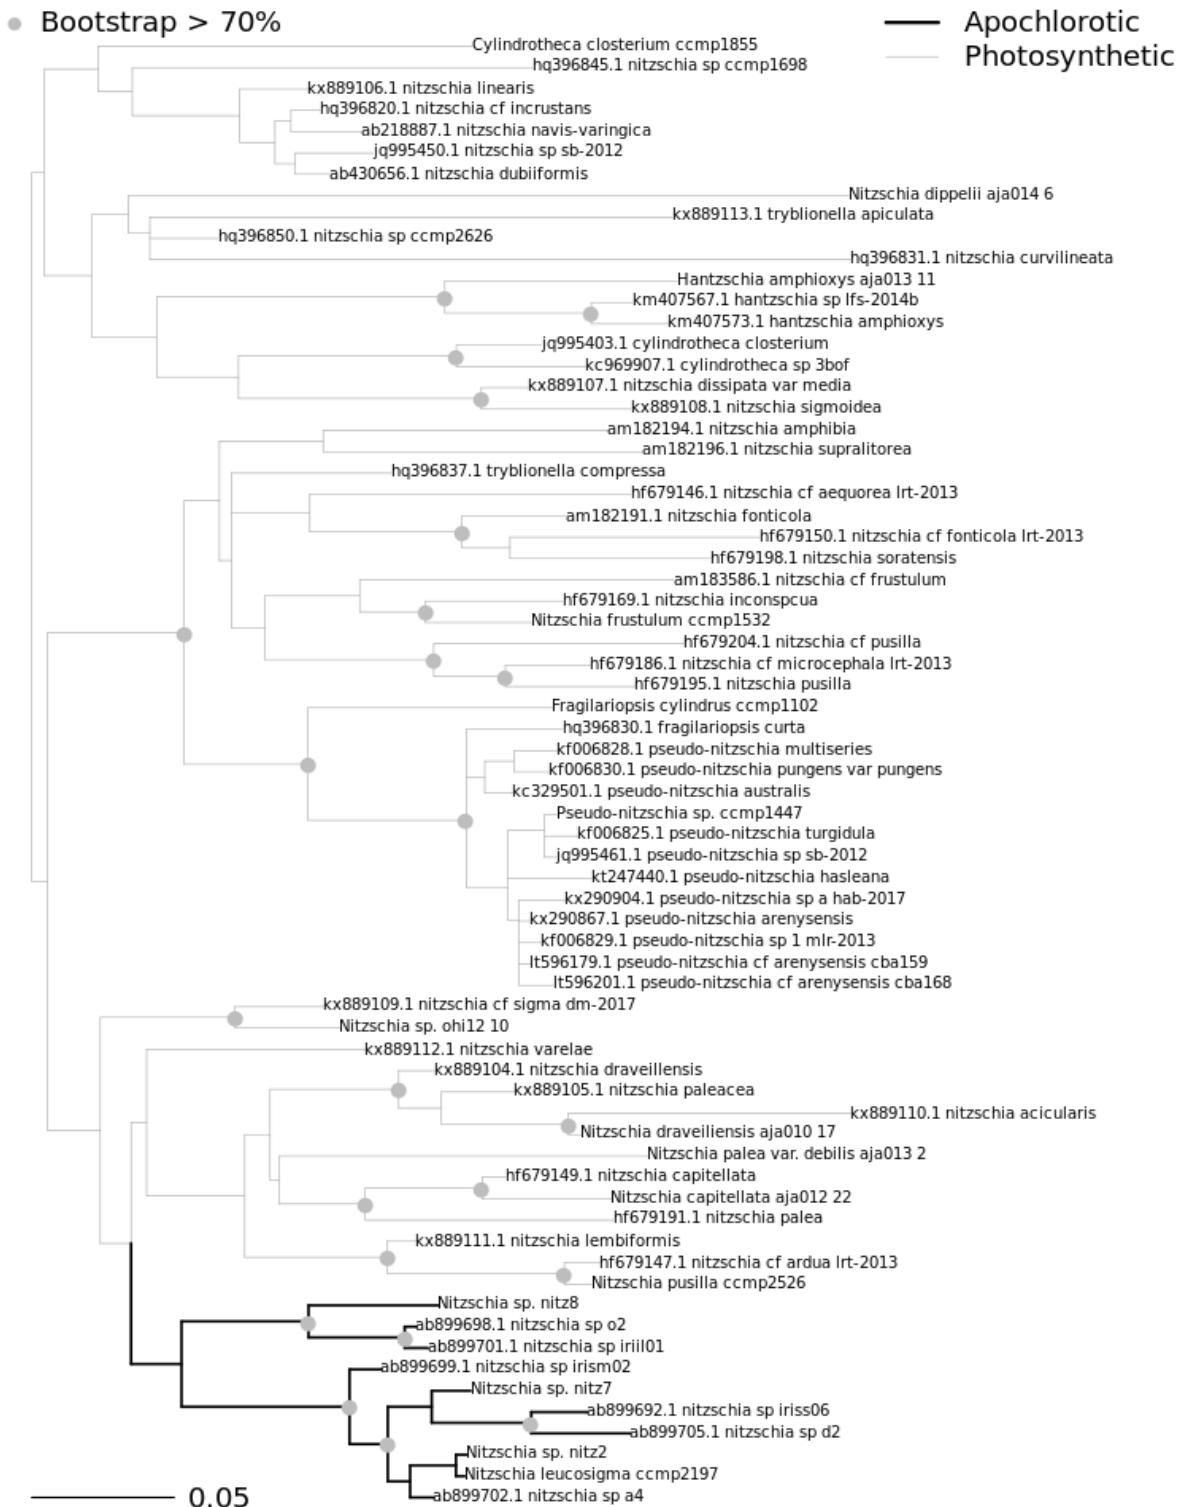 Bootstrap > 70%
Apochlorotic
Photosynthetic
Cylindrotheca closterium ccmp1855
hq396845.1 nitzschia sp ccmp1698
kx889106.1 nitzschia linearis
hq396820.1 nitzschia cf incrustans
ab218887.1 nitzschia navis-varingica
jq995450.1 nitzschia sp sb-2012
ab430656.1 nitzschia dubiiformis
Nitzschia dippelii aja014 6
kx889113.1 tryblionella apiculata
hq396850.1 nitzschia sp ccmp2626
hq396831.1 nitzschia curvilineata
Hantzschia amphioxys aja013 11
km407567.1 hantzschia sp lfs-2014b
km407573.1 hantzschia amphioxys
jq995403.1 cylindrotheca closterium
kc969907.1 cylindrotheca sp 3bof
kx889107.1 nitzschia dissipata var media
kx889108.1 nitzschia sigmoidea
am182194.1 nitzschia amphibia
am182196.1 nitzschia supralitorea
hq396837.1 tryblionella compressa
hf679146.1 nitzschia cf aequorea lrt-2013
am182191.1 nitzschia fonticola
hf679150.1 nitzschia cf fonticola lrt-2013
hf679198.1 nitzschia soratensis
am183586.1 nitzschia cf frustulum
hf679169.1 nitzschia inconspcua
Nitzschia frustulum ccmp1532
hf679204.1 nitzschia cf pusilla
hf679186.1 nitzschia cf microcephala lrt-2013
hf679195.1 nitzschia pusilla
Fragilariopsis cylindrus ccmp1102
hq396830.1 fragilariopsis curta
kf006828.1 pseudo-nitzschia multiseries
kf006830.1 pseudo-nitzschia pungens var pungens
kc329501.1 pseudo-nitzschia australis
Pseudo-nitzschia sp. ccmp1447
kf006825.1 pseudo-nitzschia turgidula
jq995461.1 pseudo-nitzschia sp sb-2012
kt247440.1 pseudo-nitzschia hasleana
kx290904.1 pseudo-nitzschia sp a hab-2017
kx290867.1 pseudo-nitzschia arenysensis
kf006829.1 pseudo-nitzschia sp 1 mlr-2013
lt596179.1 pseudo-nitzschia cf arenysensis cba159
lt596201.1 pseudo-nitzschia cf arenysensis cba168
kx889109.1 nitzschia cf sigma dm-2017
Nitzschia sp. ohi12 10
kx889112.1 nitzschia varelae
kx889104.1 nitzschia draveillensis
kx889105.1 nitzschia paleacea
kx889110.1 nitzschia acicularis
Nitzschia draveiliensis aja010 17
Nitzschia palea var. debilis aja013 2
hf679149.1 nitzschia capitellata
Nitzschia capitellata aja012 22
hf679191.1 nitzschia palea
kx889111.1 nitzschia lembiformis
hf679147.1 nitzschia cf ardua lrt-2013
Nitzschia pusilla ccmp2526
Nitzschia sp. nitz8
ab899698.1 nitzschia sp o2
ab899701.1 nitzschia sp iriil01
ab899699.1 nitzschia sp irism02
Nitzschia sp. nitz7
ab899692.1 nitzschia sp iriss06
ab899705.1 nitzschia sp d2
Nitzschia sp. nitz2
Nitzschia leucosigma ccmp2197
ab899702.1 nitzschia sp a4
0.05